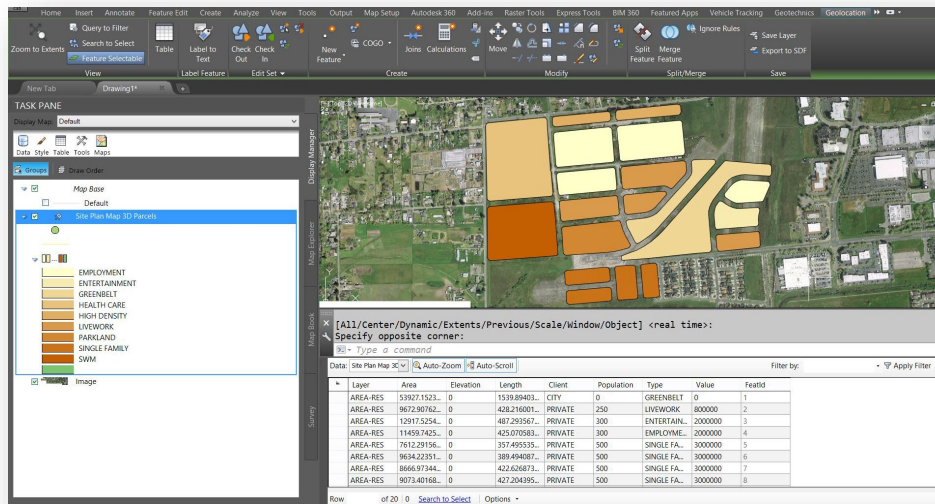 Home Insert Annotate Feature Edit Create Analyze View Tools Output Map Setup Autodesk 360 Add-ins Raster Tools Express Tools BIM 360 Featured Apps Vehicle Tracking Geotechnics Geolocation
Zoom to Extents
Query to Filter
Search to Select
Feature Selectable
Table
Label to Text
Check Out
Check In
New Feature
COGO
Joins Calculations
Move
Split Feature
Merge Feature
Ignore Rules
Save Layer
Export to SDF
View Label Feature Edit Set Create Modify Split/Merge Save
New Tab Drawing1*
TASK PANE
Display Map: Default
Data Style Table Tools Maps
Groups Draw Order
Map Base
Default
Site Plan Map 3D Parcels
EMPLOYMENT
ENTERTAINMENT
GREENBELT
HEALTH CARE
HIGH DENSITY
LIVEWORK
PARKLAND
SINGLE FAMILY
SWM
Image
Display Manager
Map Explorer
Map Book
Survey
[All/Center/Dynamic/Extents/Previous/Scale/Window/Object] <real time>:
Specify opposite corner:
Type a command
Data: Site Plan Map 3D Auto-Zoom Auto-Scroll Filter by: Apply Filter
Layer Area Elevation Length Client Population Type Value FeatId
AREA-RES 53927.1523... 0 1539.89403... CITY 0 GREENBELT 0 1
AREA-RES 9672.90762... 0 428.216001... PRIVATE 250 LIVEWORK 800000 2
AREA-RES 12917.5254... 0 487.293567... PRIVATE 300 ENTERTAIN... 2000000 3
AREA-RES 11459.7425... 0 425.070583... PRIVATE 300 EMPLOYME... 2000000 4
AREA-RES 7612.29156... 0 357.495535... PRIVATE 500 SINGLE FA... 3000000 5
AREA-RES 9634.22351... 0 389.494087... PRIVATE 500 SINGLE FA... 3000000 6
AREA-RES 8666.97344... 0 422.626873... PRIVATE 500 SINGLE FA... 3000000 7
AREA-RES 9073.40168... 0 427.204395... PRIVATE 500 SINGLE FA... 3000000 8
Row of 20 0 Search to Select Options